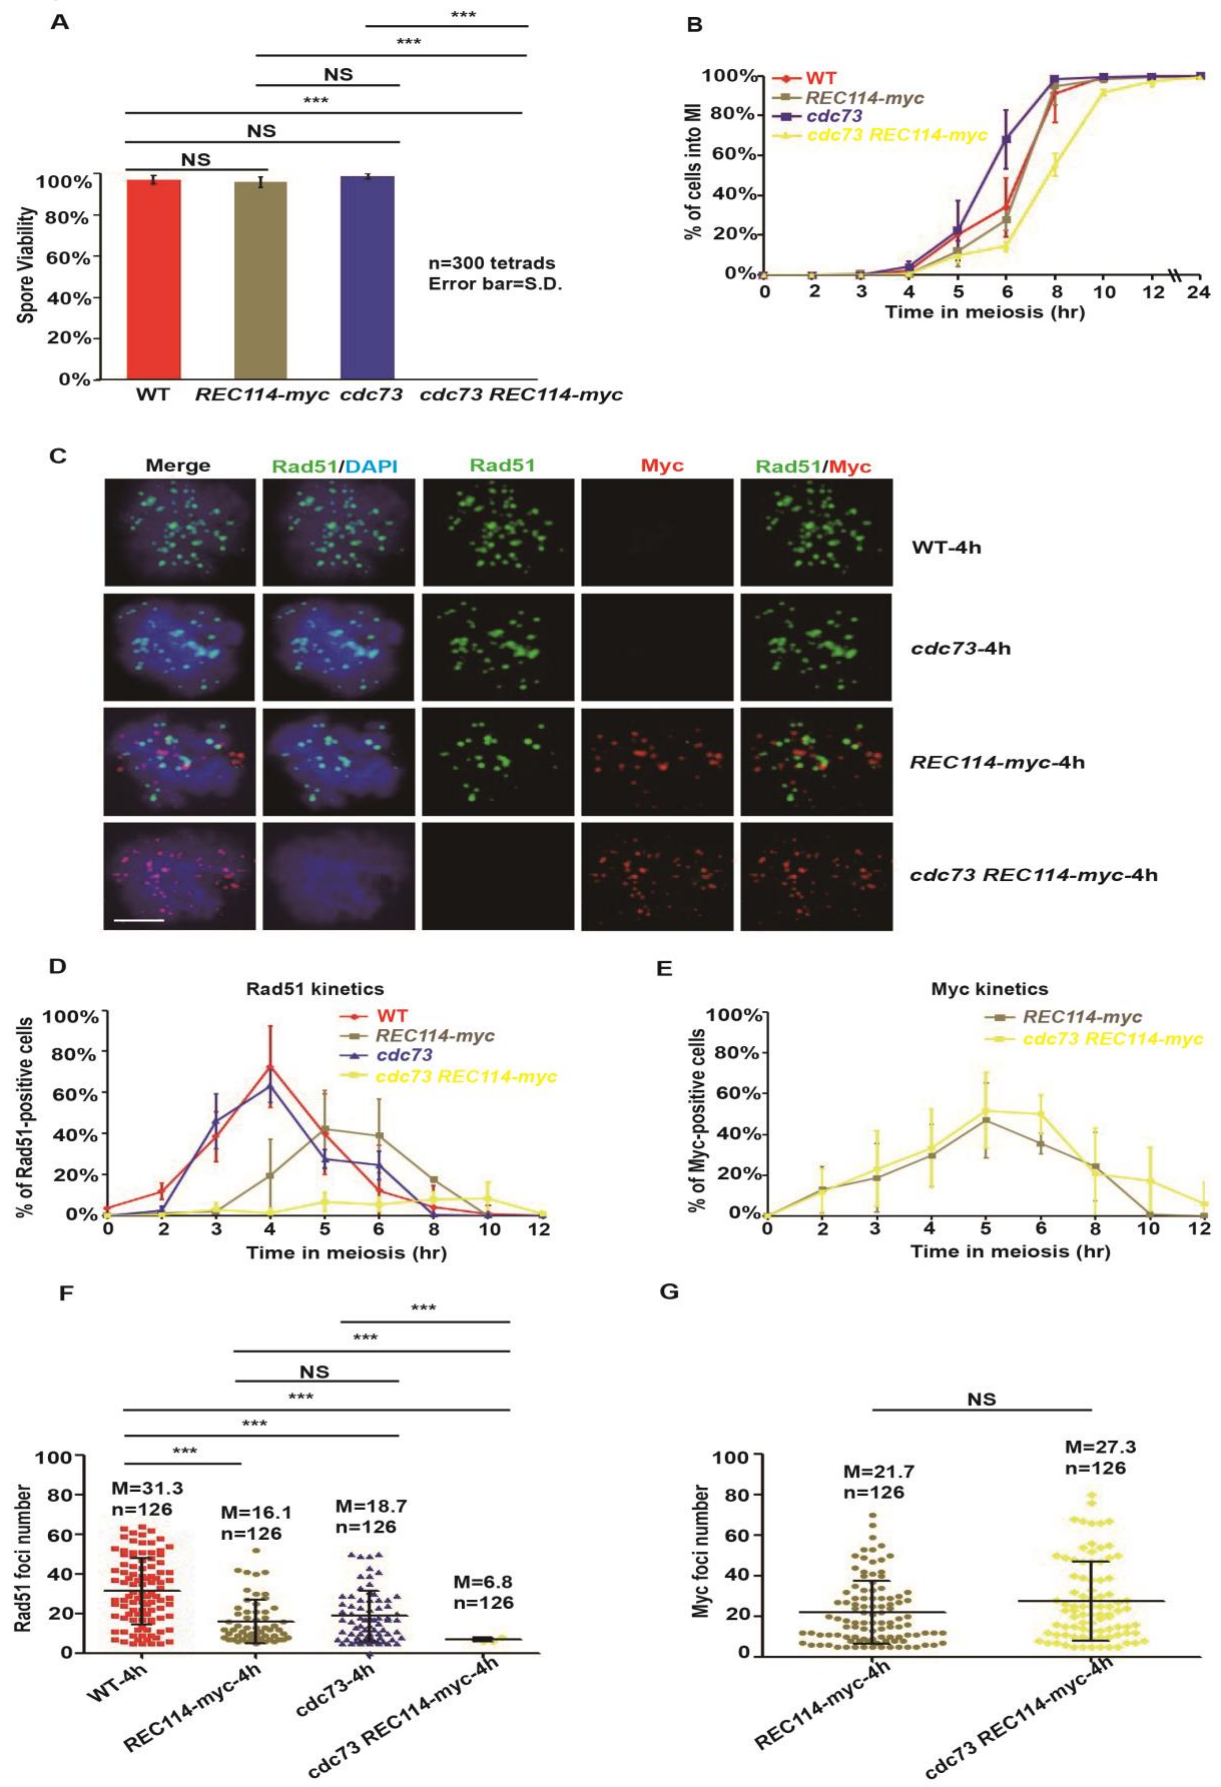 A
***
***
NS
***
NS
NS
100%
80%
60%
40%
20%
0%
Spore Viability
n=300 tetrads
Error bar=S.D.
WT REC114-myc cdc73 cdc73 REC114-myc
B
100%
80%
60%
40%
20%
0%
% of cells into MI
WT
REC114-myc
cdc73
cdc73 REC114-myc
0 2 3 4 5 6 8 10 12 24
Time in meiosis (hr)
C
Merge Rad51/DAPI Rad51 Myc Rad51/Myc
WT-4h
cdc73-4h
REC114-myc-4h
cdc73 REC114-myc-4h
D
Rad51 kinetics
100%
80%
60%
40%
20%
0%
% of Rad51-positive cells
WT
REC114-myc
cdc73
cdc73 REC114-myc
0 2 3 4 5 6 8 10 12
Time in meiosis (hr)
E
Myc kinetics
100%
80%
60%
40%
20%
0%
% of Myc-positive cells
REC114-myc
cdc73 REC114-myc
0 2 3 4 5 6 8 10 12
Time in meiosis (hr)
F
***
***
NS
***
***
***
100
80
60
40
20
0
Rad51 foci number
M=31.3
n=126
M=16.1
n=126
M=18.7
n=126
M=6.8
n=126
WT-4h
REC114-myc-4h
cdc73-4h
cdc73 REC114-myc-4h
G
NS
100
80
60
40
20
0
Myc foci number
M=21.7
n=126
M=27.3
n=126
REC114-myc-4h
cdc73 REC114-myc-4h